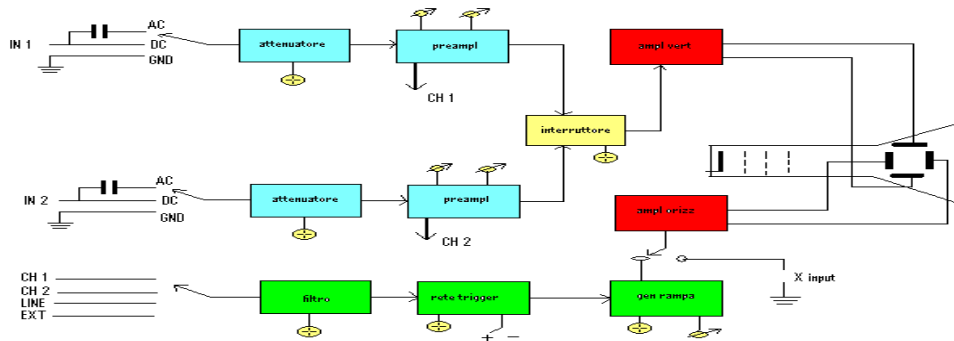 AC
IN 1
DC
GND
attenuatore
preampl
CH 1
ampl vert
interruttore
AC
IN 2
DC
GND
attenuatore
preampl
CH 2
ampl orizz
X input
CH 1
CH 2
LINE
EXT
filtro
rete trigger
+ -
gen rampa